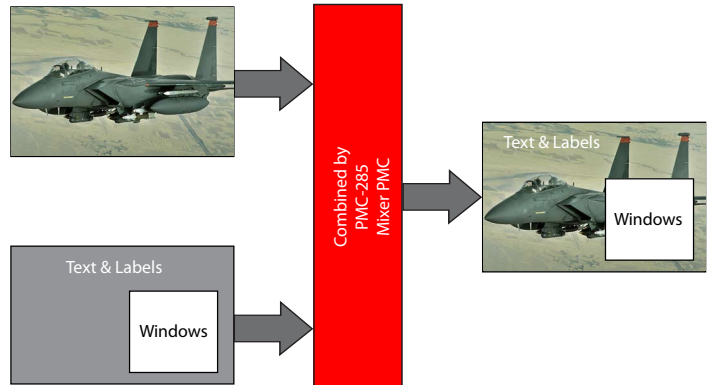 Text & Labels
Windows
Combined by
PMC-285
Mixer PMC
Text & Labels
Windows